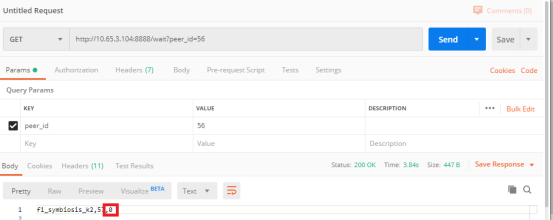 Untitled Request
Comments (0)
GET http://10.65.3.104:8888/wait?peer_id=56 Send Save
Params Authorization Headers (7) Body Pre-request Script Tests Settings Cookies Code
Query Params
KEY VALUE DESCRIPTION ••• Bulk Edit
peer_id 56
Key Value Description
Body Cookies Headers (11) Test Results Status: 200 OK Time: 3.84s Size: 447 B Save Response
Pretty Raw Preview Visualize BETA Text
1 fl_symbiosis_k2,57,0